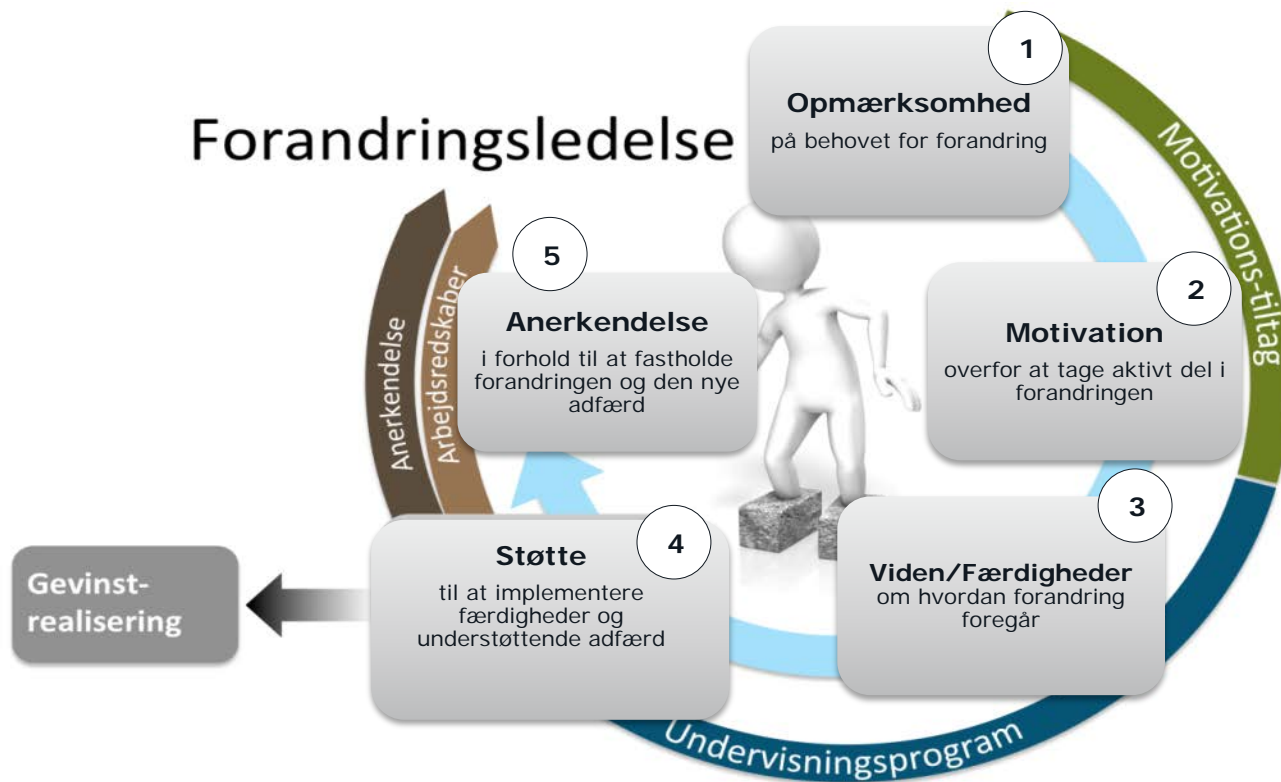 Forandringsledelse
1
Opmærksomhed
på behovet for forandring
Motivations-tiltag
2
Motivation
overfor at tage aktivt del i
forandringen
3
Viden/Færdigheder
om hvordan forandring
foregår
Undervisningsprogram
4
Støtte
til at implementere
færdigheder og
understøttende adfærd
5
Anerkendelse
i forhold til at fastholde
forandringen og den nye
adfærd
Arbejdsredskaber
Anerkendelse
Gevinst-
realisering